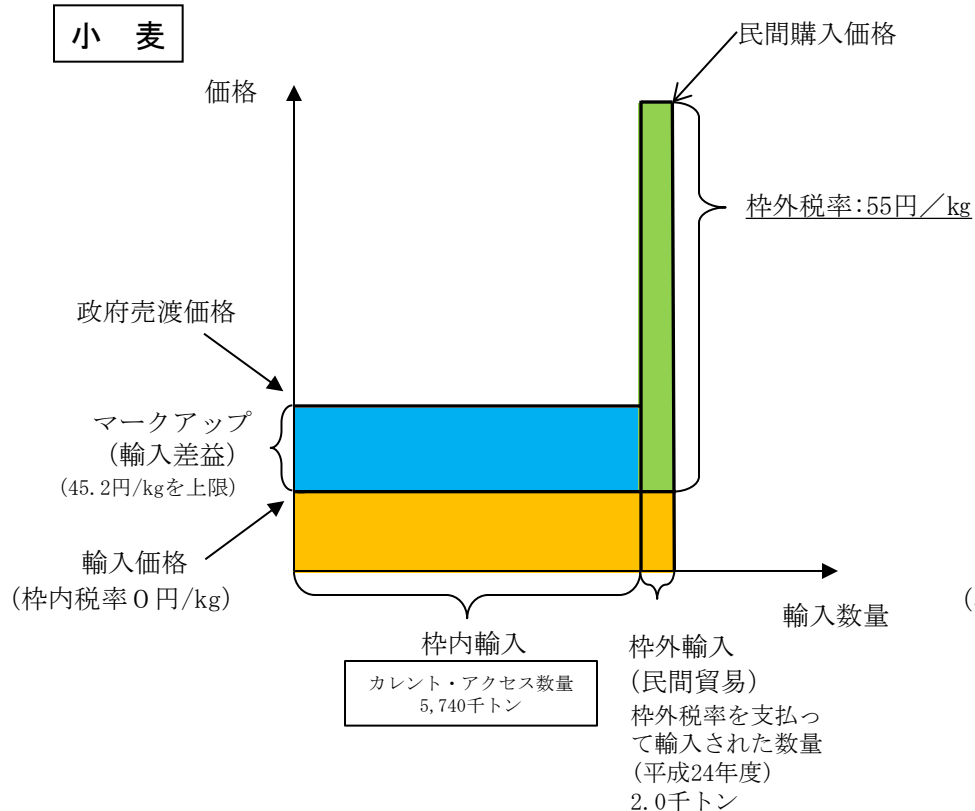 小 麦
民間購入価格
価格
枠外税率:55円／kg
政府売渡価格
マークアップ
(輸入差益)
(45.2円/kgを上限)
輸入価格
(枠内税率０円/kg)
輸入数量
(
枠内輸入
カレント・アクセス数量
5,740千トン
枠外輸入
(民間貿易)
枠外税率を支払っ
て輸入された数量
(平成24年度)
2.0千トン